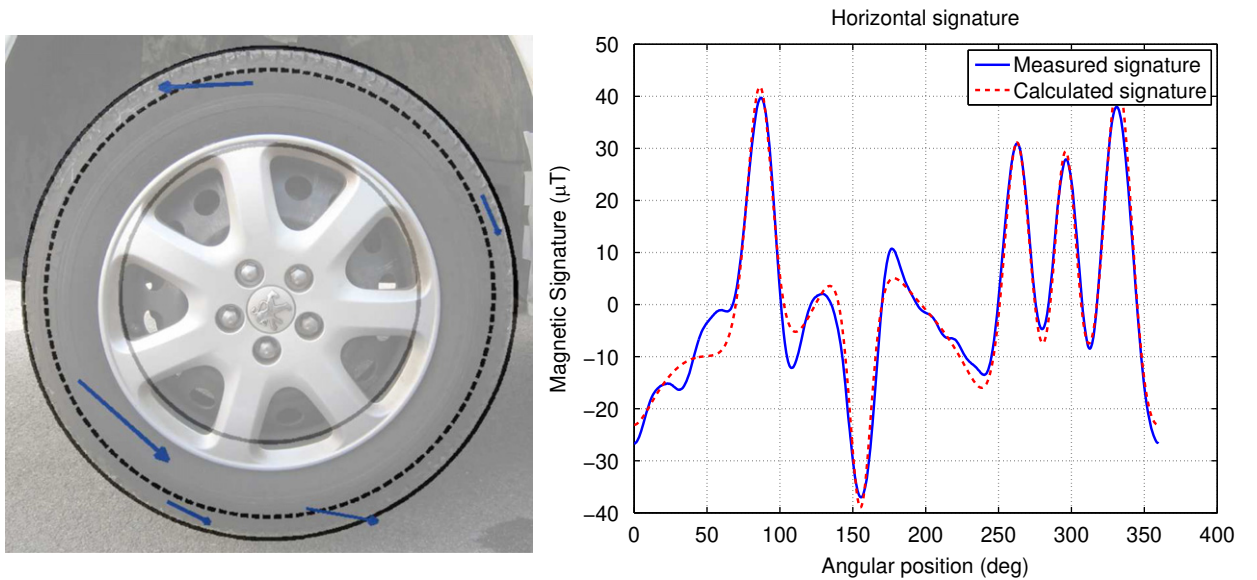 Horizontal signature
Magnetic Signature (μT)
50
40
30
20
10
0
−10
−20
−30
−40
Measured signature
Calculated signature
0 50 100 150 200 250 300 350 400
Angular position (deg)